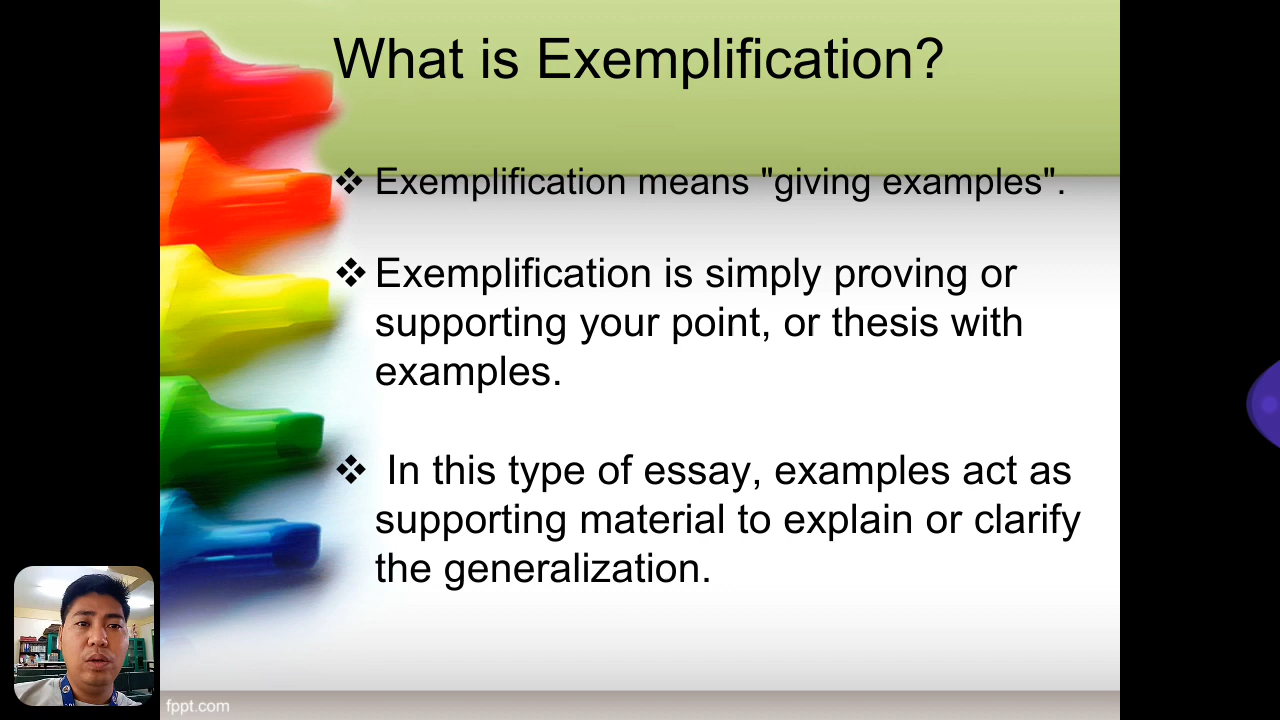 What is Exemplification?
❖ Exemplification means "giving examples".
❖ Exemplification is simply proving or
supporting your point, or thesis with
examples.
❖ In this type of essay, examples act as
supporting material to explain or clarify
the generalization.
fppt.com